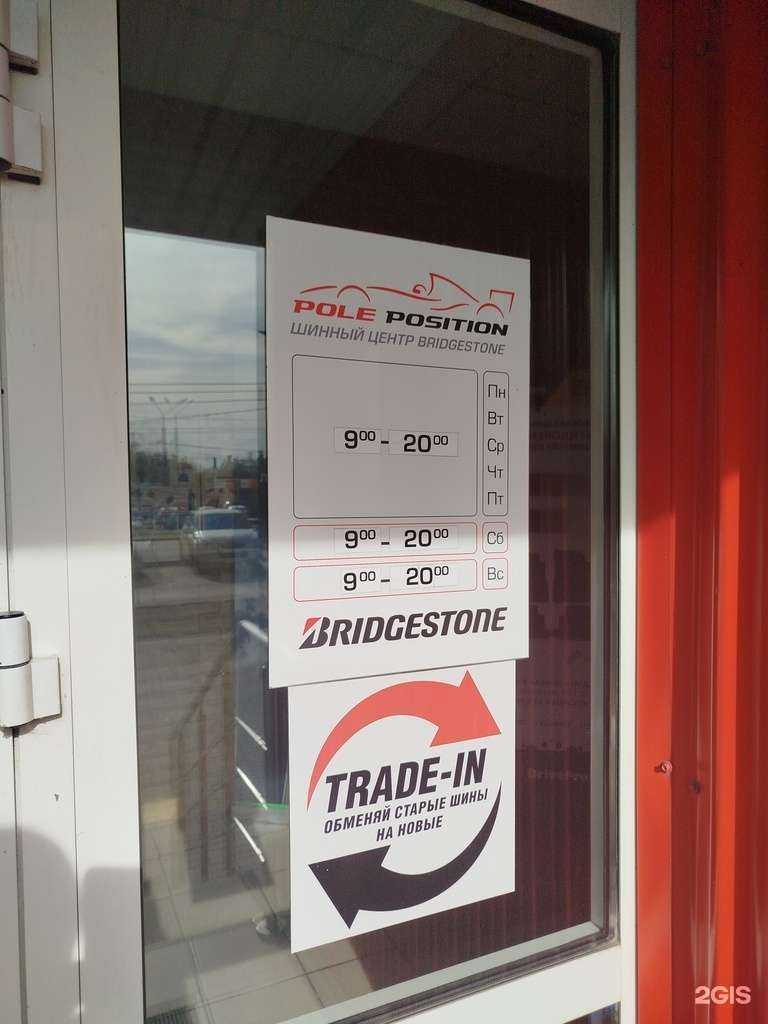 POLE POSITION
ШИННЫЙ ЦЕНТР BRIDGESTONE
Пн
Вт
9⁰⁰ - 20⁰⁰ Ср
Чт
Пт
9⁰⁰ - 20⁰⁰ Сб
9⁰⁰ - 20⁰⁰ Вс
BRIDGESTONE
TRADE-IN
ОБМЕНЯЙ СТАРЫЕ ШИНЫ
НА НОВЫЕ
2GIS